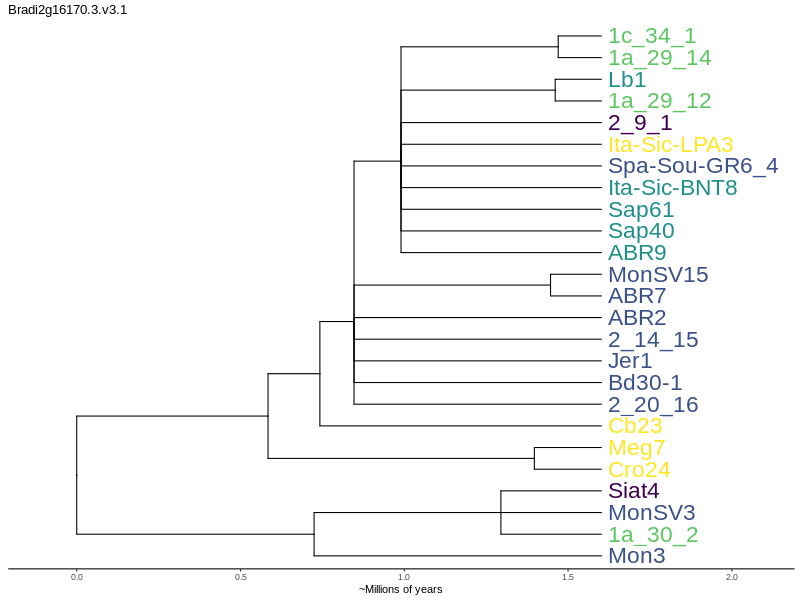 Bradi2g16170.3.v3.1
1c_34_1
1a_29_14
Lb1
1a_29_12
2_9_1
Ita-Sic-LPA3
Spa-Sou-GR6_4
Ita-Sic-BNT8
Sap61
Sap40
ABR9
MonSV15
ABR7
ABR2
2_14_15
Jer1
Bd30-1
2_20_16
Cb23
Meg7
Cro24
Siat4
MonSV3
1a_30_2
Mon3
0.0 0.5 1.0 1.5 2.0
~Millions of years